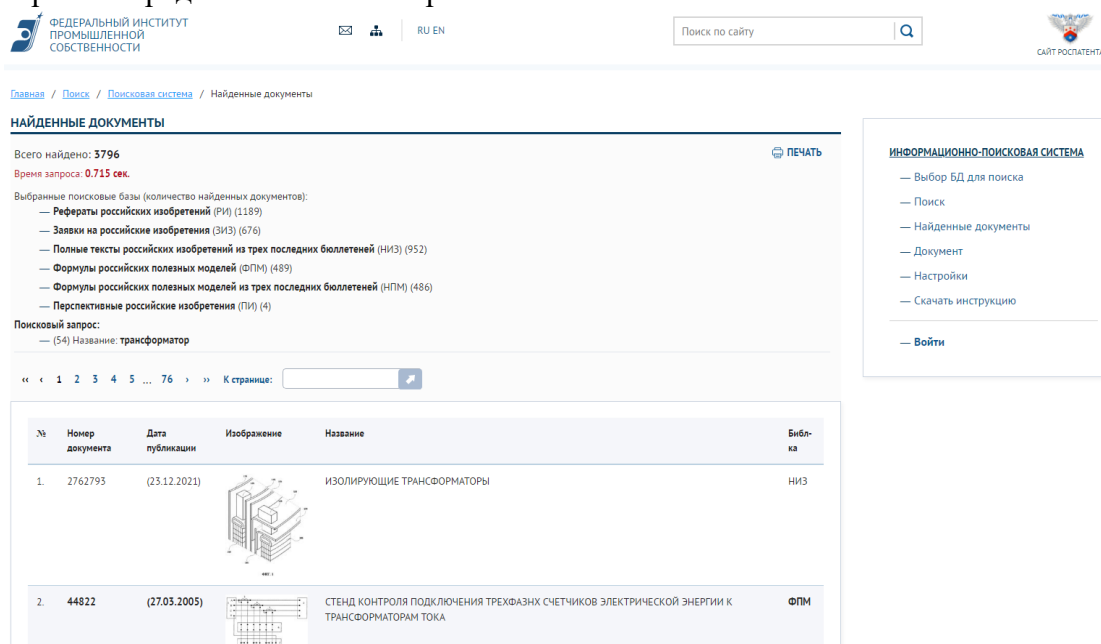 ФЕДЕРАЛЬНЫЙ ИНСТИТУТ
ПРОМЫШЛЕННОЙ
СОБСТВЕННОСТИ
RU EN
Поиск по сайту
САЙТ РОСПАТЕНТА
Главная / Поиск / Поисковая система / Найденные документы
НАЙДЕННЫЕ ДОКУМЕНТЫ
Всего найдено: 3796
ПЕЧАТЬ
Время запроса: 0.715 сек.
Выбранные поисковые базы (количество найденных документов):
— Рефераты российских изобретений (РИ) (1189)
— Заявки на российские изобретения (ЗИЗ) (676)
— Полные тексты российских изобретений из трех последних бюллетеней (НИЗ) (952)
— Формулы российских полезных моделей (ФПМ) (489)
— Формулы российских полезных моделей из трех последних бюллетеней (НПМ) (486)
— Перспективные российские изобретения (ПИ) (4)
Поисковый запрос:
— (54) Название: трансформатор
‹‹ ‹ 1 2 3 4 5 ... 76 › ›› К странице:
ИНФОРМАЦИОННО-ПОИСКОВАЯ СИСТЕМА
— Выбор БД для поиска
— Поиск
— Найденные документы
— Документ
— Настройки
— Скачать инструкцию
— Войти
№ Номер документа Дата публикации Изображение Название Библ-ка
1. 2762793 (23.12.2021) ИЗОЛИРУЮЩИЕ ТРАНСФОРМАТОРЫ НИЗ
2. 44822 (27.03.2005) СТЕНД КОНТРОЛЯ ПОДКЛЮЧЕНИЯ ТРЕХФАЗНХ СЧЕТЧИКОВ ЭЛЕКТРИЧЕСКОЙ ЭНЕРГИИ К ФПМ
ТРАНСФОРМАТОРАМ ТОКА